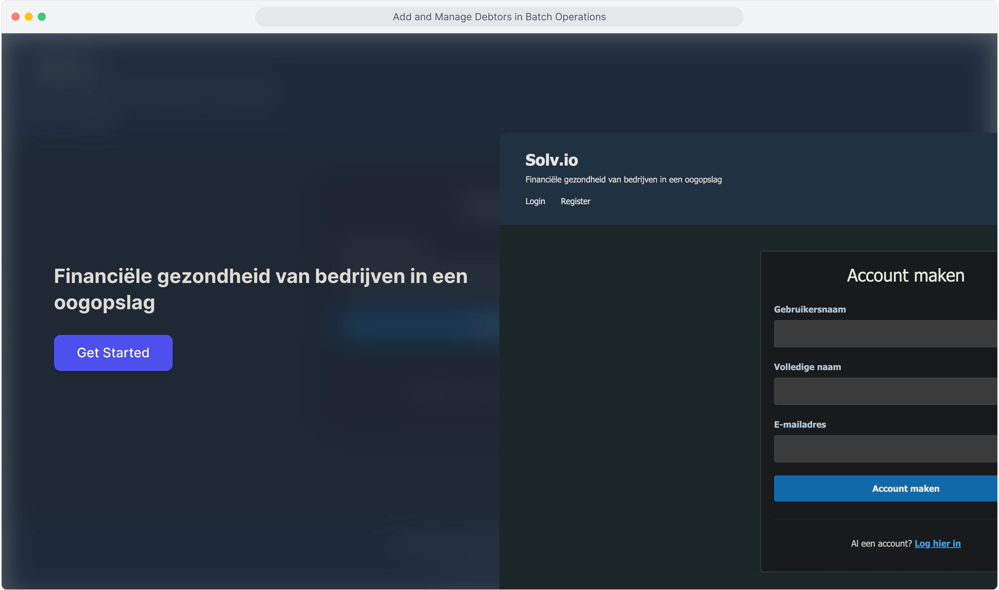 Add and Manage Debtors in Batch Operations
Financiële gezondheid van bedrijven in een
oogopslag
Get Started
Solv.io
Financiële gezondheid van bedrijven in een oogopslag
Login Register
Account maken
Gebruikersnaam
Volledige naam
E-mailadres
Account maken
Al een account? Log hier in